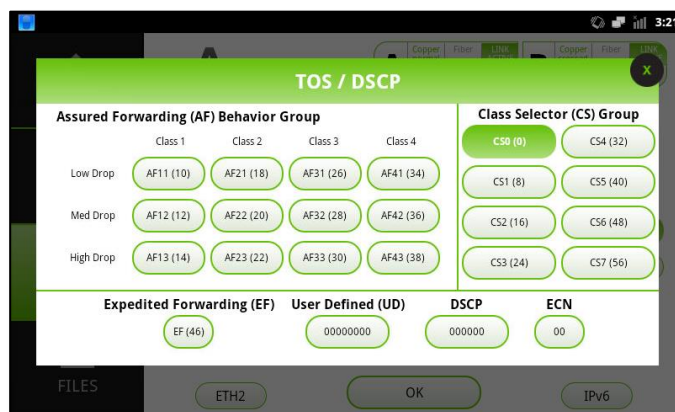 3:21
Copper Fiber LINK Copper Fiber LINK
TOS / DSCP
X
Assured Forwarding (AF) Behavior Group
Class Selector (CS) Group
Class 1 Class 2 Class 3 Class 4
CS0 (0) CS4 (32)
Low Drop AF11 (10) AF21 (18) AF31 (26) AF41 (34)
CS1 (8) CS5 (40)
Med Drop AF12 (12) AF22 (20) AF32 (28) AF42 (36)
CS2 (16) CS6 (48)
High Drop AF13 (14) AF23 (22) AF33 (30) AF43 (38)
CS3 (24) CS7 (56)
Expedited Forwarding (EF) User Defined (UD) DSCP ECN
EF (46) 00000000 000000 00
FILES
ETH2 OK IPv6